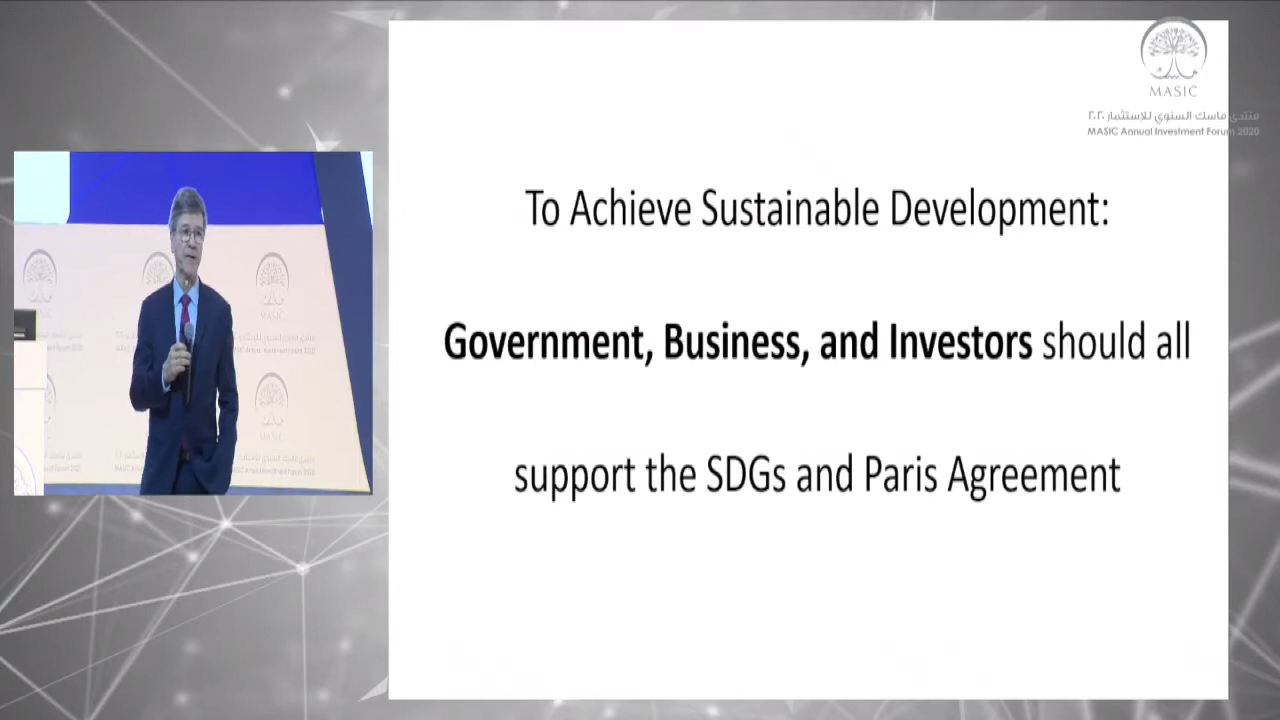 MASIC
منتدى ماسك السنوي للإستثمار ٢٠٢٠
MASIC Annual Investment Forum 2020
To Achieve Sustainable Development:
Government, Business, and Investors should all
support the SDGs and Paris Agreement